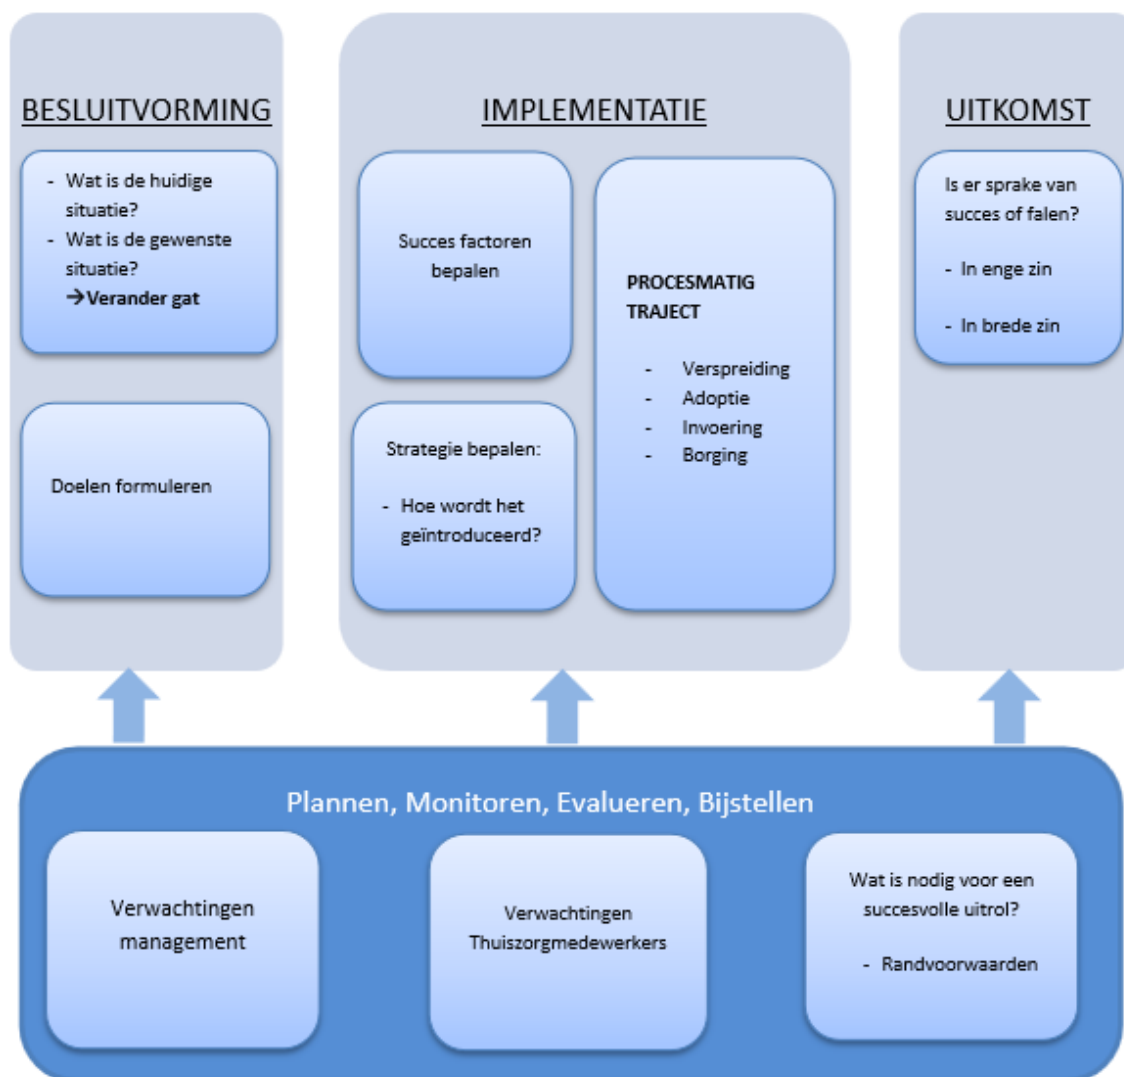 BESLUITVORMING
- Wat is de huidige
situatie?
- Wat is de gewenste
situatie?
→Verander gat
Doelen formuleren
IMPLEMENTATIE
Succes factoren
bepalen
Strategie bepalen:
- Hoe wordt het
geïntroduceerd?
PROCESMATIG
TRAJECT
- Verspreiding
- Adoptie
- Invoering
- Borging
UITKOMST
Is er sprake van
succes of falen?
- In enge zin
- In brede zin
Plannen, Monitoren, Evalueren, Bijstellen
Verwachtingen
management
Verwachtingen
Thuiszorgmedewerkers
Wat is nodig voor een
succesvolle uitrol?
- Randvoorwaarden